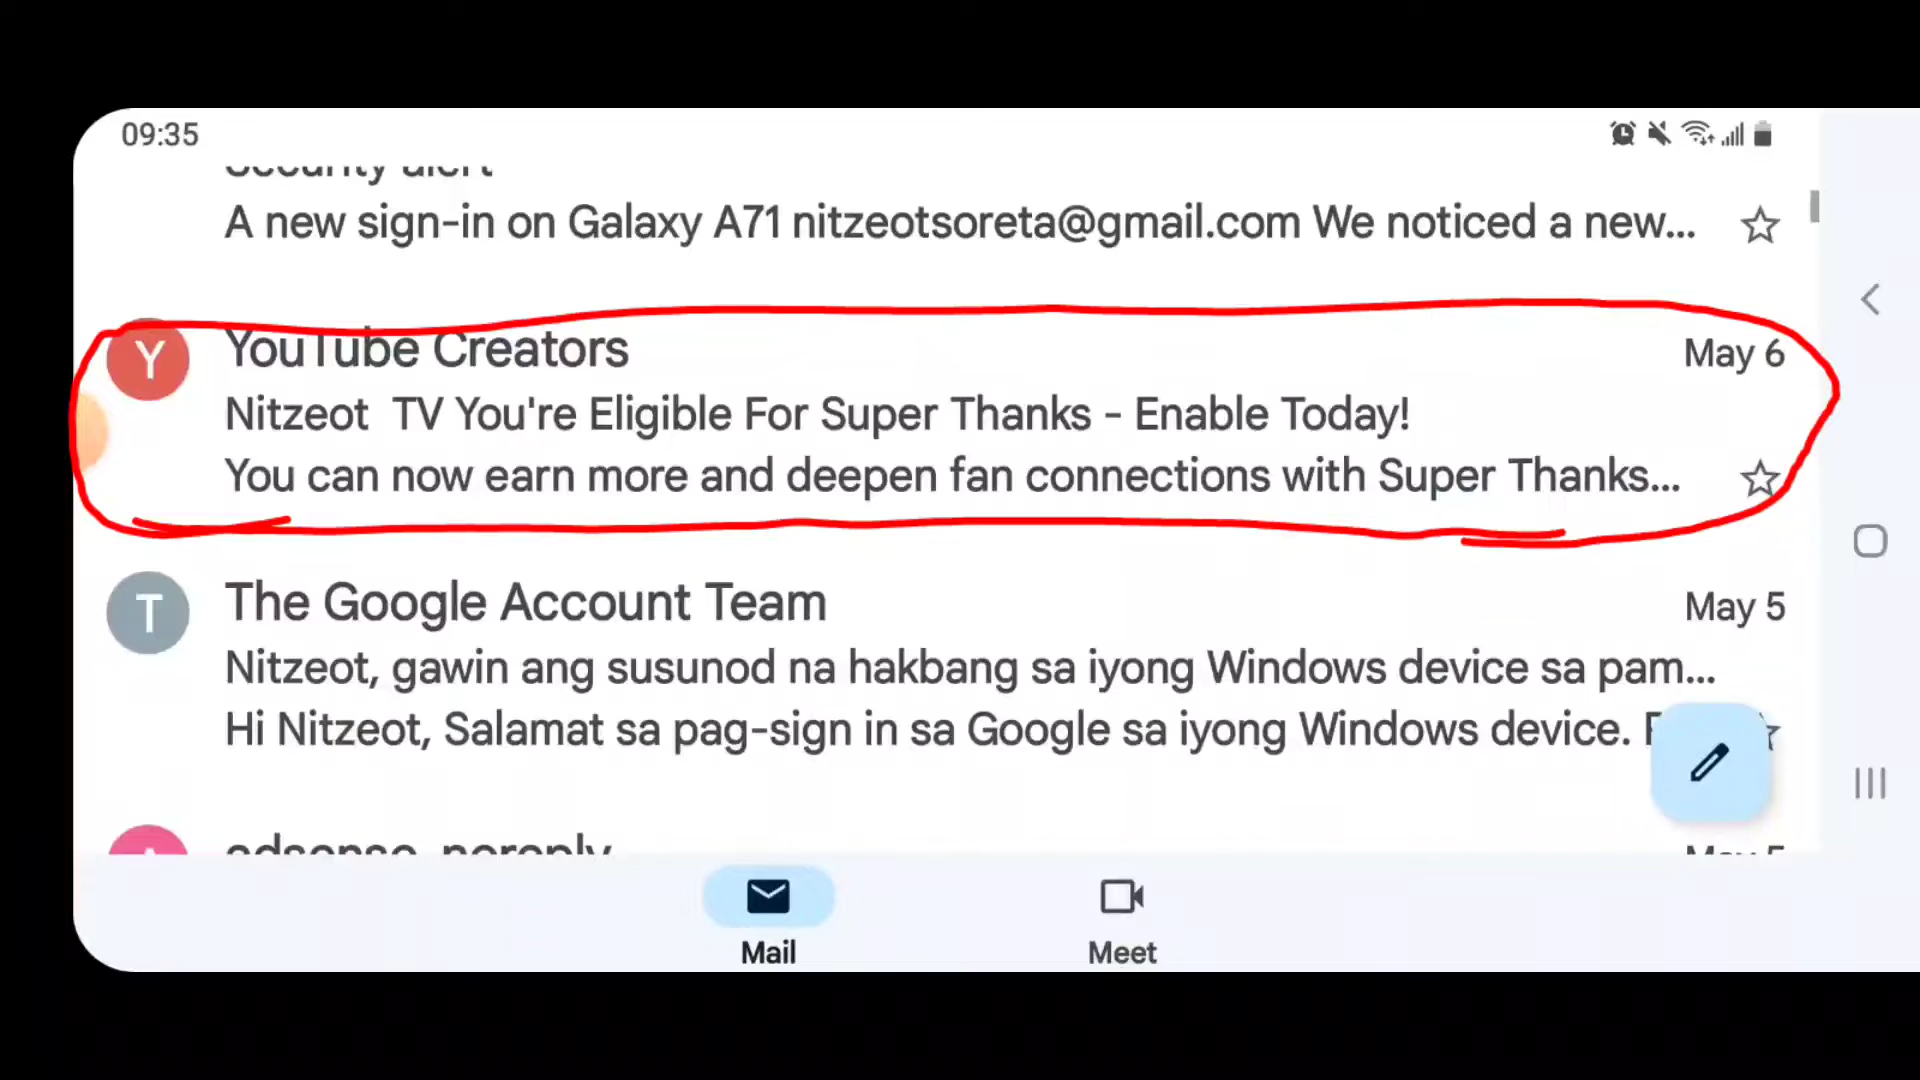 09:35
Security alert
A new sign-in on Galaxy A71 nitzeotsoreta@gmail.com We noticed a new...
Y
YouTube Creators
May 6
Nitzeot TV You're Eligible For Super Thanks - Enable Today!
You can now earn more and deepen fan connections with Super Thanks...
T
The Google Account Team
May 5
Nitzeot, gawin ang susunod na hakbang sa iyong Windows device sa pam...
Hi Nitzeot, Salamat sa pag-sign in sa Google sa iyong Windows device.
adsense-noreply
May 5
Mail
Meet